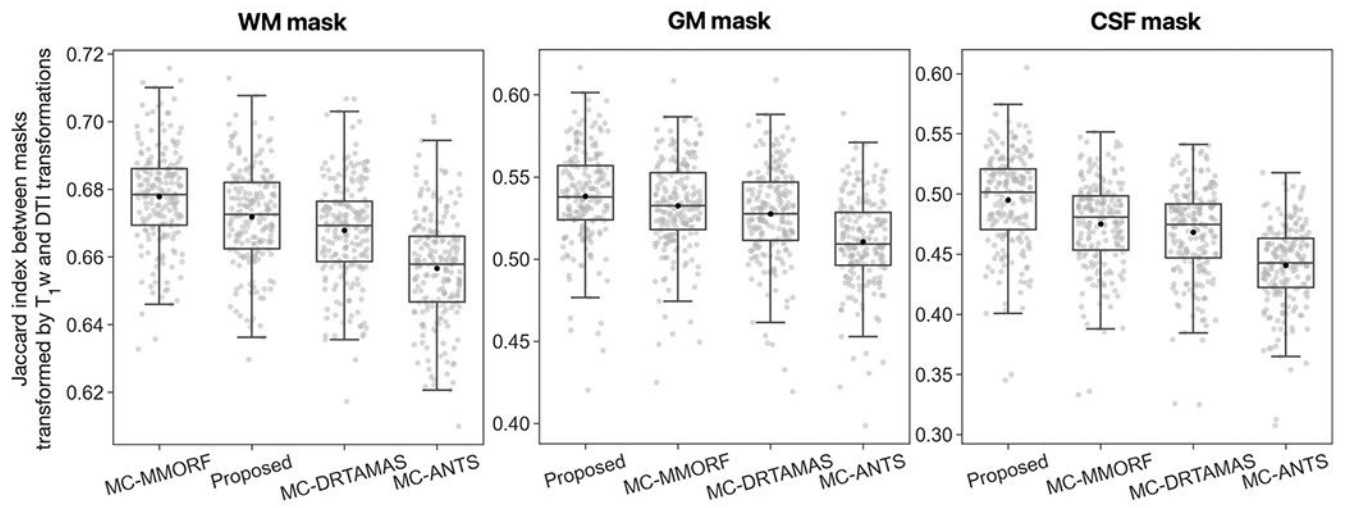 WM mask
GM mask
CSF mask
Jaccard index between masks
transformed by T1w and DTI transformations
0.72
0.70
0.68
0.66
0.64
0.62
MC-MMORF
Proposed
MC-DRTAMAS
MC-ANTS
0.60
0.55
0.50
0.45
0.40
Proposed
MC-MMORF
MC-DRTAMAS
MC-ANTS
0.60
0.55
0.50
0.45
0.40
0.35
0.30
Proposed
MC-MMORF
MC-DRTAMAS
MC-ANTS